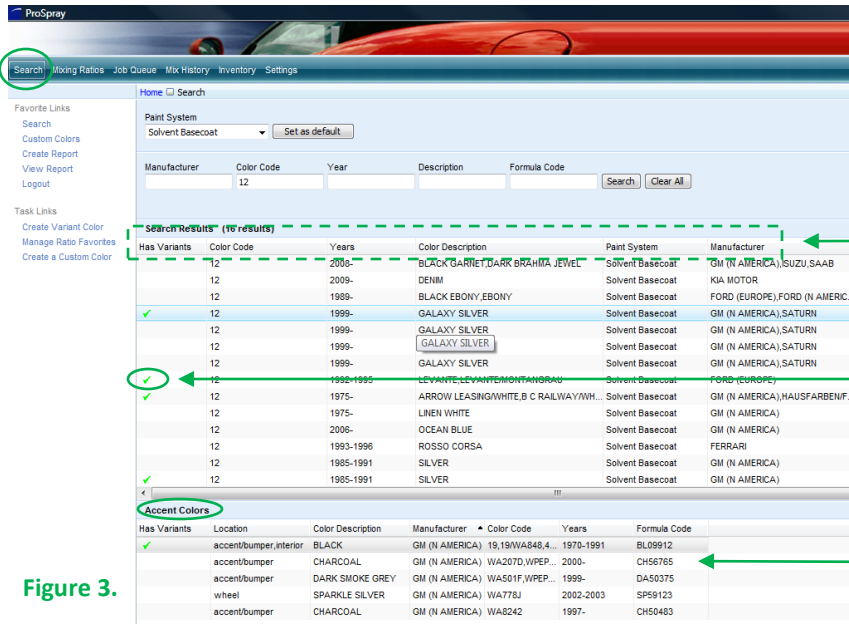 ProSpray
Search Mixing Ratios Job Queue Mix History Inventory Settings
Home Search
Favorite Links
Search
Custom Colors
Create Report
View Report
Logout
Task Links
Create Variant Color
Manage Ratio Favorites
Create a Custom Color
Paint System
Solvent Basecoat Set as default
Manufacturer Color Code Year Description Formula Code
12 Search Clear All
Search Results (16 results)
Has Variants Color Code Years Color Description Paint System Manufacturer
12 2008- BLACK GARNET,DARK BRAHMA JEWEL Solvent Basecoat GM (N AMERICA),ISUZU,SAAB
12 2009- DENIM Solvent Basecoat KIA MOTOR
12 1989- BLACK EBONY,EBONY Solvent Basecoat FORD (EUROPE),FORD (N AMERIC...
12 1999- GALAXY SILVER Solvent Basecoat GM (N AMERICA),SATURN
12 1999- GALAXY SILVER Solvent Basecoat GM (N AMERICA),SATURN
12 1999- GALAXY SILVER Solvent Basecoat GM (N AMERICA),SATURN
12 1999- GALAXY SILVER Solvent Basecoat GM (N AMERICA),SATURN
12 1992-1995 LEVANTE,LEVANTE/MONTANGRAU Solvent Basecoat FORD (EUROPE)
12 1975- ARROW LEASING/WHITE,B C RAILWAY/WH... Solvent Basecoat GM (N AMERICA),HAUSFARBEN/F...
12 1975- LINEN WHITE Solvent Basecoat GM (N AMERICA)
12 2006- OCEAN BLUE Solvent Basecoat GM (N AMERICA)
12 1993-1996 ROSSO CORSA Solvent Basecoat FERRARI
12 1985-1991 SILVER Solvent Basecoat GM (N AMERICA)
12 1985-1991 SILVER Solvent Basecoat GM (N AMERICA)
GALAXY SILVER
Accent Colors
Has Variants Location Color Description Manufacturer Color Code Years Formula Code
accent/bumper,interior BLACK GM (N AMERICA) 19,19/WA848,4... 1970-1991 BL09912
accent/bumper CHARCOAL GM (N AMERICA) WA207D,WPEP... 2000- CH56765
accent/bumper DARK SMOKE GREY GM (N AMERICA) WA501F,WPEP... 1999- DA50375
wheel SPARKLE SILVER GM (N AMERICA) WA778J 2002-2003 SP59123
accent/bumper CHARCOAL GM (N AMERICA) WA8242 1997- CH50483
Figure 3.